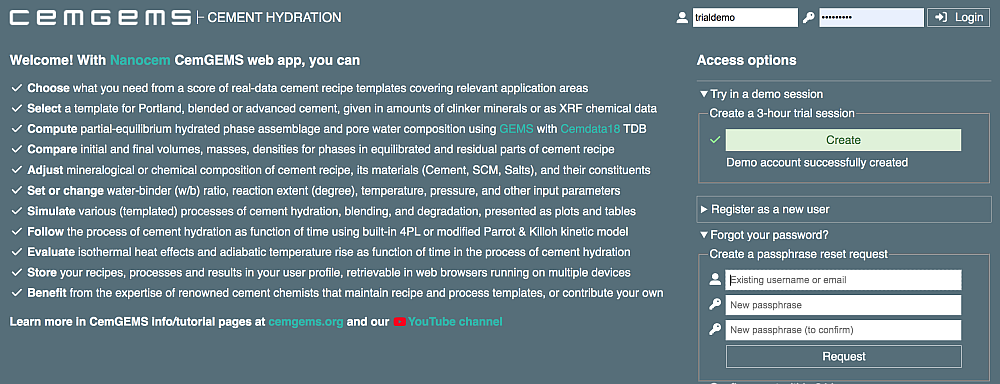 CEMGEMS CEMENT HYDRATION
trialdemo ••••••••• Login
Welcome! With Nanocem CemGEMS web app, you can
Choose what you need from a score of real-data cement recipe templates covering relevant application areas
Select a template for Portland, blended or advanced cement, given in amounts of clinker minerals or as XRF chemical data
Compute partial-equilibrium hydrated phase assemblage and pore water composition using GEMS with Cemdata18 TDB
Compare initial and final volumes, masses, densities for phases in equilibrated and residual parts of cement recipe
Adjust mineralogical or chemical composition of cement recipe, its materials (Cement, SCM, Salts), and their constituents
Set or change water-binder (w/b) ratio, reaction extent (degree), temperature, pressure, and other input parameters
Simulate various (templated) processes of cement hydration, blending, and degradation, presented as plots and tables
Follow the process of cement hydration as function of time using built-in 4PL or modified Parrot & Killoh kinetic model
Evaluate isothermal heat effects and adiabatic temperature rise as function of time in the process of cement hydration
Store your recipes, processes and results in your user profile, retrievable in web browsers running on multiple devices
Benefit from the expertise of renowned cement chemists that maintain recipe and process templates, or contribute your own
Learn more in CemGEMS info/tutorial pages at cemgems.org and our YouTube channel
Access options
Try in a demo session
Create a 3-hour trial session
Create
Demo account successfully created
Register as a new user
Forgot your password?
Create a passphrase reset request
Existing username or email
New passphrase
New passphrase (to confirm)
Request